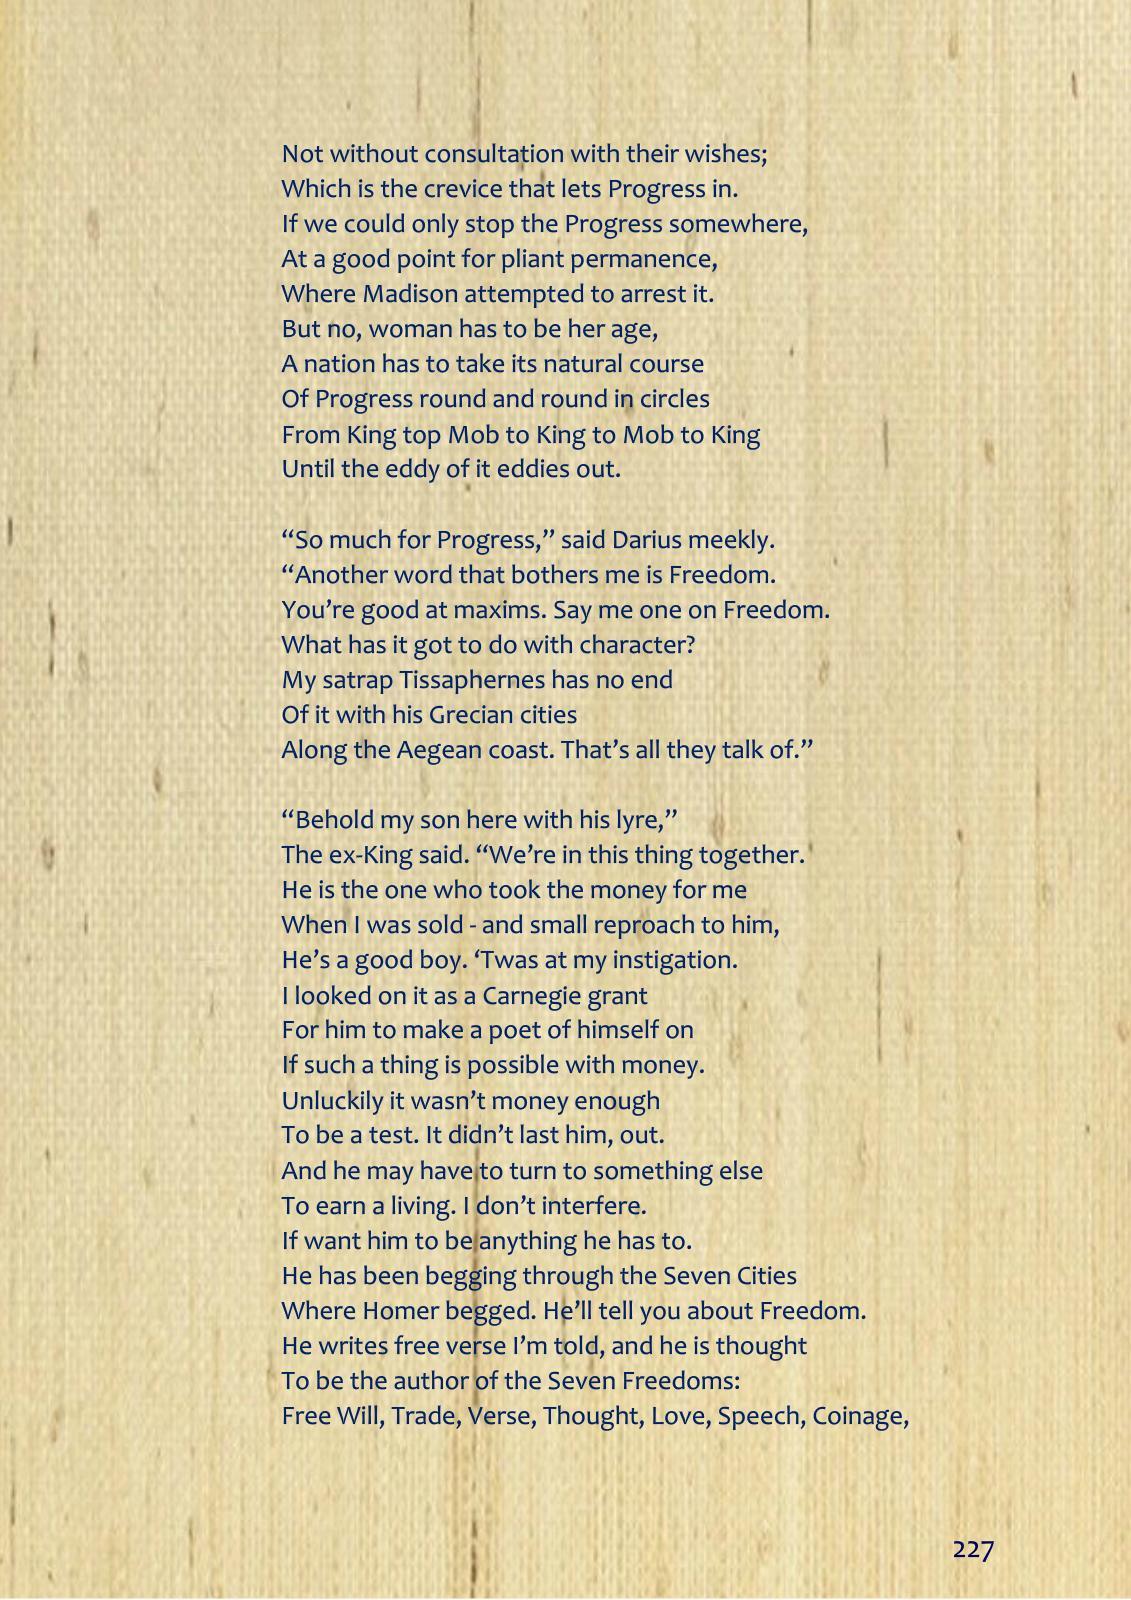 Not without consultation with their wishes;
Which is the crevice that lets Progress in.
If we could only stop the Progress somewhere,
At a good point for pliant permanence,
Where Madison attempted to arrest it.
But no, woman has to be her age,
A nation has to take its natural course
Of Progress round and round in circles
From King top Mob to King to Mob to King
Until the eddy of it eddies out.
“So much for Progress,” said Darius meekly.
“Another word that bothers me is Freedom.
You’re good at maxims. Say me one on Freedom.
What has it got to do with character?
My satrap Tissaphernes has no end
Of it with his Grecian cities
Along the Aegean coast. That’s all they talk of.”
“Behold my son here with his lyre,”
The ex-King said. “We’re in this thing together.
He is the one who took the money for me
When I was sold - and small reproach to him,
He’s a good boy. ‘Twas at my instigation.
I looked on it as a Carnegie grant
For him to make a poet of himself on
If such a thing is possible with money.
Unluckily it wasn’t money enough
To be a test. It didn’t last him, out.
And he may have to turn to something else
To earn a living. I don’t interfere.
If want him to be anything he has to.
He has been begging through the Seven Cities
Where Homer begged. He’ll tell you about Freedom.
He writes free verse I’m told, and he is thought
To be the author of the Seven Freedoms:
Free Will, Trade, Verse, Thought, Love, Speech, Coinage,
227